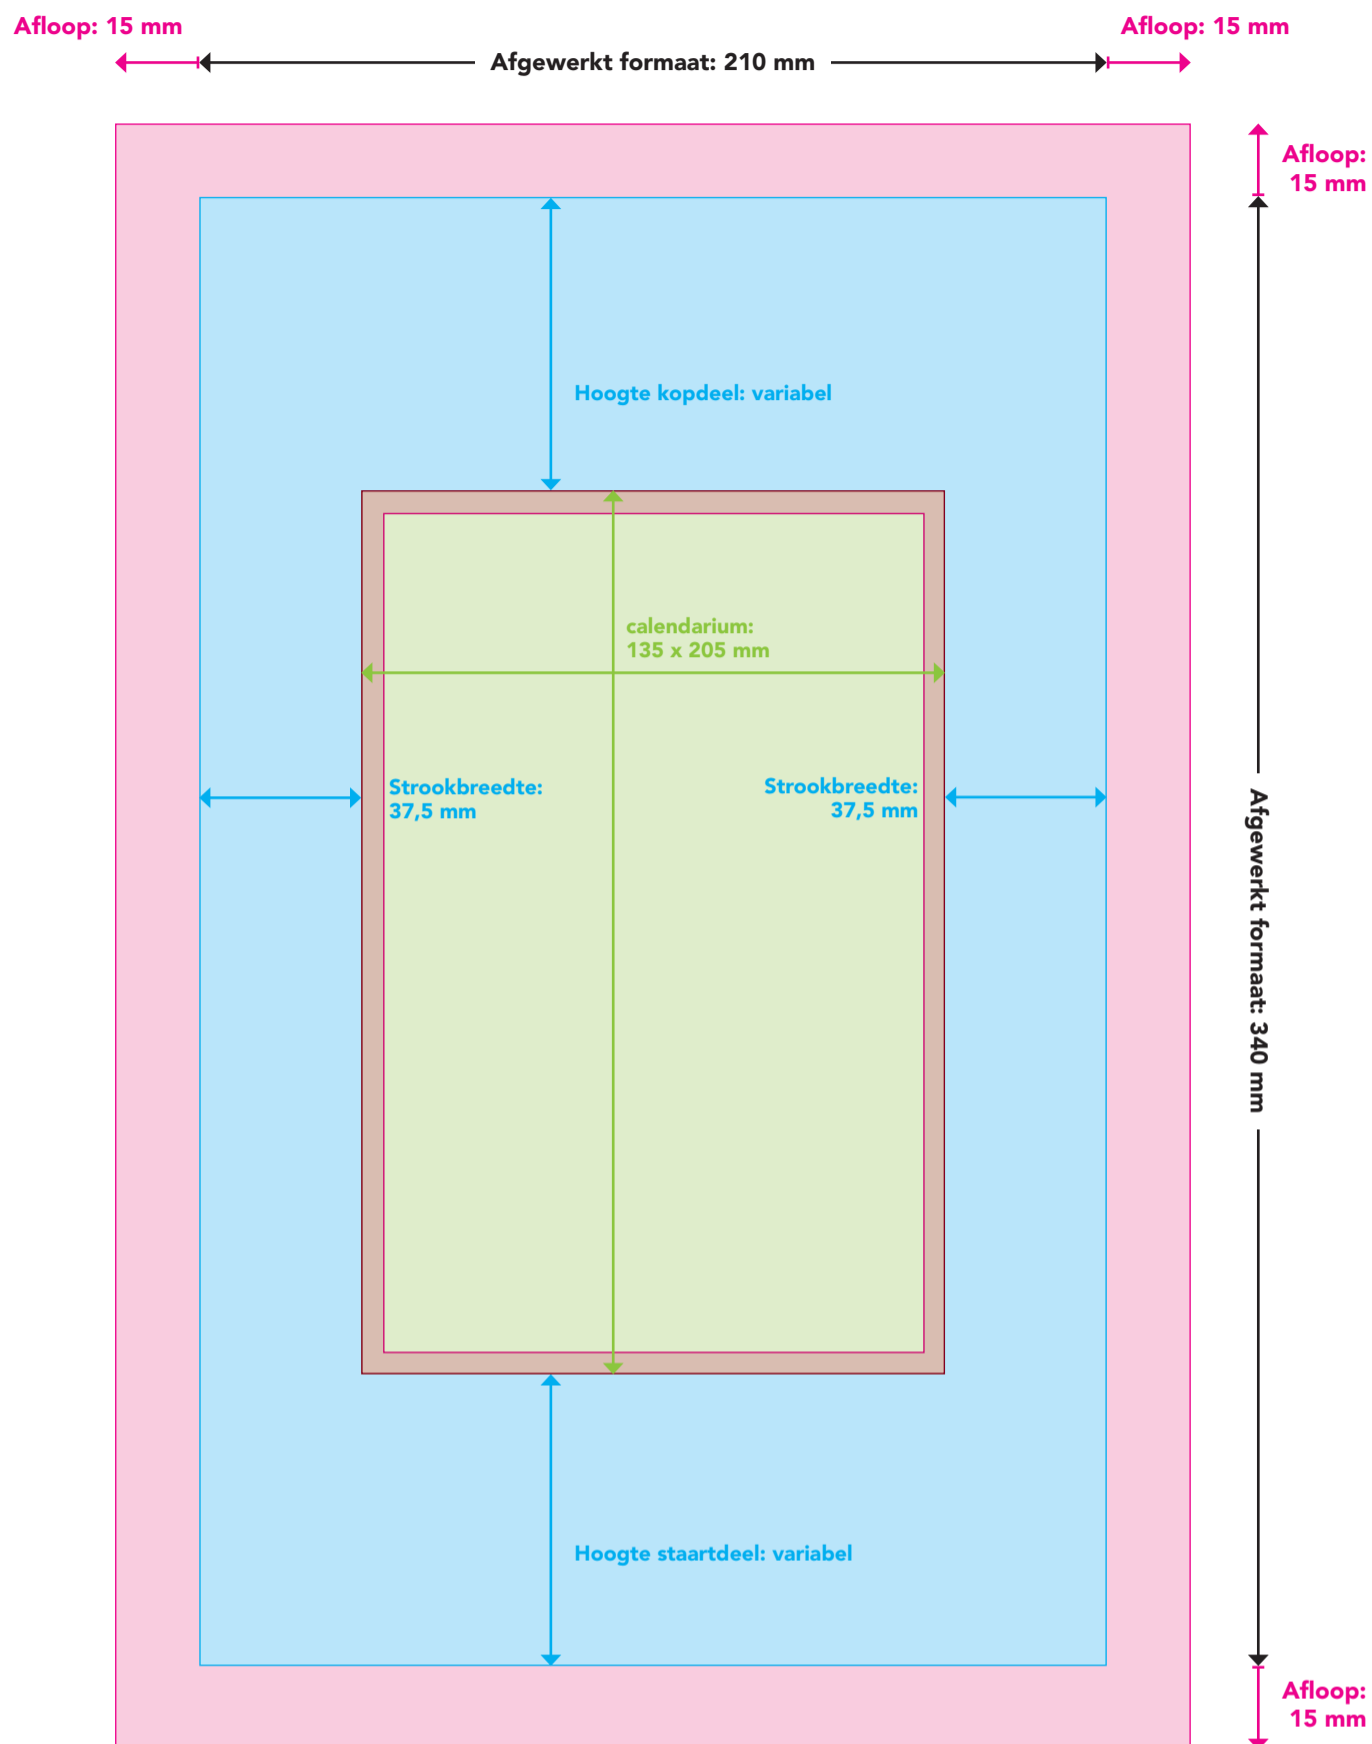 Afloop: 15 mm
Afloop: 15 mm
Afgewerkt formaat: 210 mm
Afloop:
15 mm
Hoogte kopdeel: variabel
calendarium:
135 x 205 mm
Strookbreedte:
37,5 mm
Strookbreedte:
37,5 mm
Afgewerkt formaat: 340 mm
Hoogte staartdeel: variabel
Afloop:
15 mm